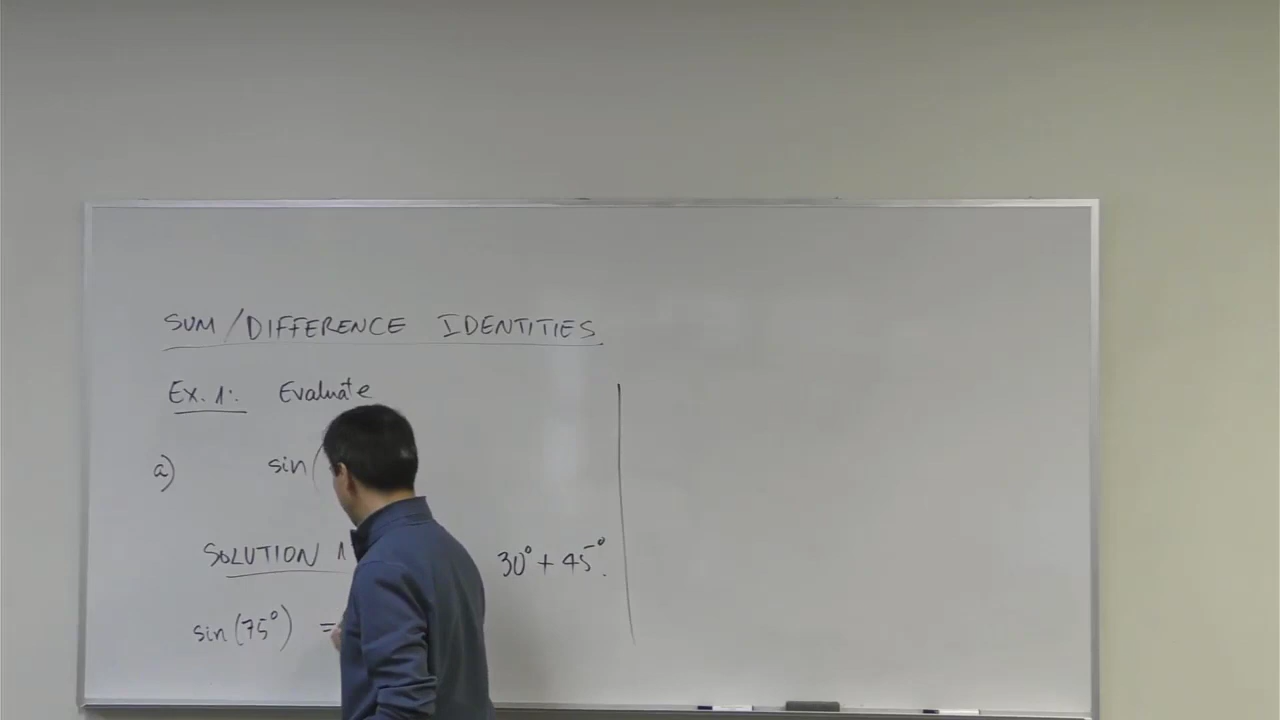 SUM/DIFFERENCE IDENTITIES
Ex. 1: Evaluate
a) sin(
SOLUTION 1 30° + 45°.
sin(75°) =